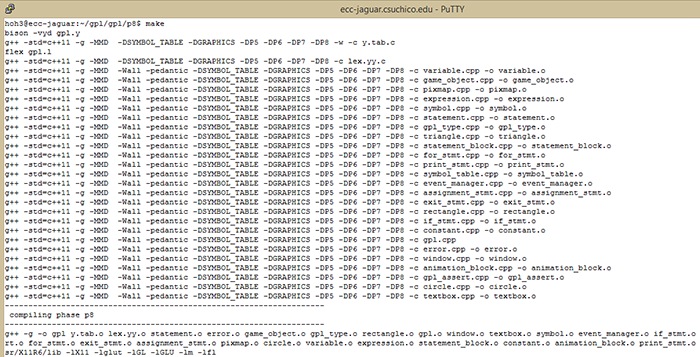 ecc-jaguar.csuchico.edu - PuTTY
hoh3@ecc-jaguar:~/gpl/gpl/p8$ make
bison -vyd gpl.y
g++ -std=c++11 -g -MMD  -DSYMBOL_TABLE -DGRAPHICS -DP5 -DP6 -DP7 -DP8 -w -c y.tab.c
flex gpl.l
g++ -std=c++11 -g -MMD  -DSYMBOL_TABLE -DGRAPHICS -DP5 -DP6 -DP7 -DP8 -c lex.yy.c
g++ -std=c++11 -g -MMD  -Wall -pedantic -DSYMBOL_TABLE -DGRAPHICS -DP5 -DP6 -DP7 -DP8 -c variable.cpp -o variable.o
g++ -std=c++11 -g -MMD  -Wall -pedantic -DSYMBOL_TABLE -DGRAPHICS -DP5 -DP6 -DP7 -DP8 -c game_object.cpp -o game_object.o
g++ -std=c++11 -g -MMD  -Wall -pedantic -DSYMBOL_TABLE -DGRAPHICS -DP5 -DP6 -DP7 -DP8 -c pixmap.cpp -o pixmap.o
g++ -std=c++11 -g -MMD  -Wall -pedantic -DSYMBOL_TABLE -DGRAPHICS -DP5 -DP6 -DP7 -DP8 -c expression.cpp -o expression.o
g++ -std=c++11 -g -MMD  -Wall -pedantic -DSYMBOL_TABLE -DGRAPHICS -DP5 -DP6 -DP7 -DP8 -c symbol.cpp -o symbol.o
g++ -std=c++11 -g -MMD  -Wall -pedantic -DSYMBOL_TABLE -DGRAPHICS -DP5 -DP6 -DP7 -DP8 -c statement.cpp -o statement.o
g++ -std=c++11 -g -MMD  -Wall -pedantic -DSYMBOL_TABLE -DGRAPHICS -DP5 -DP6 -DP7 -DP8 -c gpl_type.cpp -o gpl_type.o
g++ -std=c++11 -g -MMD  -Wall -pedantic -DSYMBOL_TABLE -DGRAPHICS -DP5 -DP6 -DP7 -DP8 -c triangle.cpp -o triangle.o
g++ -std=c++11 -g -MMD  -Wall -pedantic -DSYMBOL_TABLE -DGRAPHICS -DP5 -DP6 -DP7 -DP8 -c statement_block.cpp -o statement_block.o
g++ -std=c++11 -g -MMD  -Wall -pedantic -DSYMBOL_TABLE -DGRAPHICS -DP5 -DP6 -DP7 -DP8 -c for_stmt.cpp -o for_stmt.o
g++ -std=c++11 -g -MMD  -Wall -pedantic -DSYMBOL_TABLE -DGRAPHICS -DP5 -DP6 -DP7 -DP8 -c print_stmt.cpp -o print_stmt.o
g++ -std=c++11 -g -MMD  -Wall -pedantic -DSYMBOL_TABLE -DGRAPHICS -DP5 -DP6 -DP7 -DP8 -c symbol_table.cpp -o symbol_table.o
g++ -std=c++11 -g -MMD  -Wall -pedantic -DSYMBOL_TABLE -DGRAPHICS -DP5 -DP6 -DP7 -DP8 -c event_manager.cpp -o event_manager.o
g++ -std=c++11 -g -MMD  -Wall -pedantic -DSYMBOL_TABLE -DGRAPHICS -DP5 -DP6 -DP7 -DP8 -c assignment_stmt.cpp -o assignment_stmt.o
g++ -std=c++11 -g -MMD  -Wall -pedantic -DSYMBOL_TABLE -DGRAPHICS -DP5 -DP6 -DP7 -DP8 -c exit_stmt.cpp -o exit_stmt.o
g++ -std=c++11 -g -MMD  -Wall -pedantic -DSYMBOL_TABLE -DGRAPHICS -DP5 -DP6 -DP7 -DP8 -c rectangle.cpp -o rectangle.o
g++ -std=c++11 -g -MMD  -Wall -pedantic -DSYMBOL_TABLE -DGRAPHICS -DP5 -DP6 -DP7 -DP8 -c if_stmt.cpp -o if_stmt.o
g++ -std=c++11 -g -MMD  -Wall -pedantic -DSYMBOL_TABLE -DGRAPHICS -DP5 -DP6 -DP7 -DP8 -c constant.cpp -o constant.o
g++ -std=c++11 -g -MMD  -Wall -pedantic -DSYMBOL_TABLE -DGRAPHICS -DP5 -DP6 -DP7 -DP8 -c gpl.cpp
g++ -std=c++11 -g -MMD  -Wall -pedantic -DSYMBOL_TABLE -DGRAPHICS -DP5 -DP6 -DP7 -DP8 -c error.cpp -o error.o
g++ -std=c++11 -g -MMD  -Wall -pedantic -DSYMBOL_TABLE -DGRAPHICS -DP5 -DP6 -DP7 -DP8 -c window.cpp -o window.o
g++ -std=c++11 -g -MMD  -Wall -pedantic -DSYMBOL_TABLE -DGRAPHICS -DP5 -DP6 -DP7 -DP8 -c animation_block.cpp -o animation_block.o
g++ -std=c++11 -g -MMD  -Wall -pedantic -DSYMBOL_TABLE -DGRAPHICS -DP5 -DP6 -DP7 -DP8 -c gpl_assert.cpp -o gpl_assert.o
g++ -std=c++11 -g -MMD  -Wall -pedantic -DSYMBOL_TABLE -DGRAPHICS -DP5 -DP6 -DP7 -DP8 -c circle.cpp -o circle.o
g++ -std=c++11 -g -MMD  -Wall -pedantic -DSYMBOL_TABLE -DGRAPHICS -DP5 -DP6 -DP7 -DP8 -c textbox.cpp -o textbox.o
----------------------------------------------------------------
 compiling phase p8
----------------------------------------------------------------
g++ -g -o gpl y.tab.o lex.yy.o statement.o error.o game_object.o gpl_type.o rectangle.o gpl.o window.o textbox.o symbol.o event_manager.o if_stmt.o
rt.o for_stmt.o exit_stmt.o assignment_stmt.o pixmap.o circle.o variable.o expression.o statement_block.o constant.o animation_block.o print_stmt.o
sr/X11R6/lib -lX11 -lglut -lGL -lGLU -lm -lfl